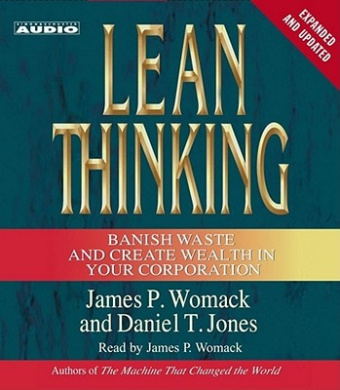 SIMON & SCHUSTER
AUDIO
EXPANDED
AND UPDATED
LEAN
THINKING
BANISH WASTE
AND CREATE WEALTH IN
YOUR CORPORATION
James P. Womack
and Daniel T. Jones
Read by James P. Womack
Authors of The Machine That Changed the World